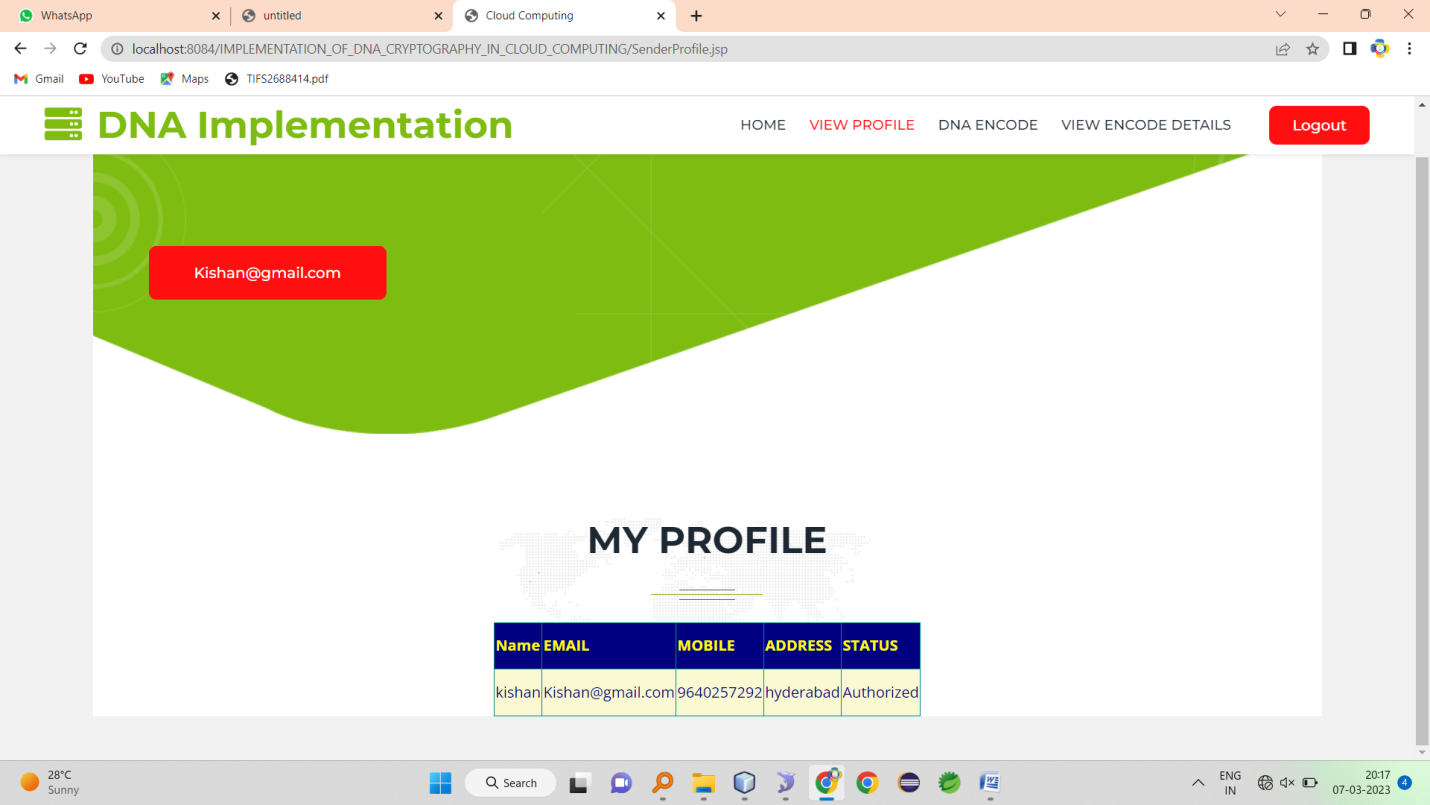 WhatsApp
untitled
Cloud Computing
localhost:8084/IMPLEMENTATION_OF_DNA_CRYPTOGRAPHY_IN_CLOUD_COMPUTING/SenderProfile.jsp
Gmail YouTube Maps TIFS2688414.pdf
DNA Implementation
HOME VIEW PROFILE DNA ENCODE VIEW ENCODE DETAILS Logout
Kishan@gmail.com
MY PROFILE
Name EMAIL MOBILE ADDRESS STATUS
kishan Kishan@gmail.com 9640257292 hyderabad Authorized
28°C
Sunny
Search
ENG
IN
20:17
07-03-2023
4